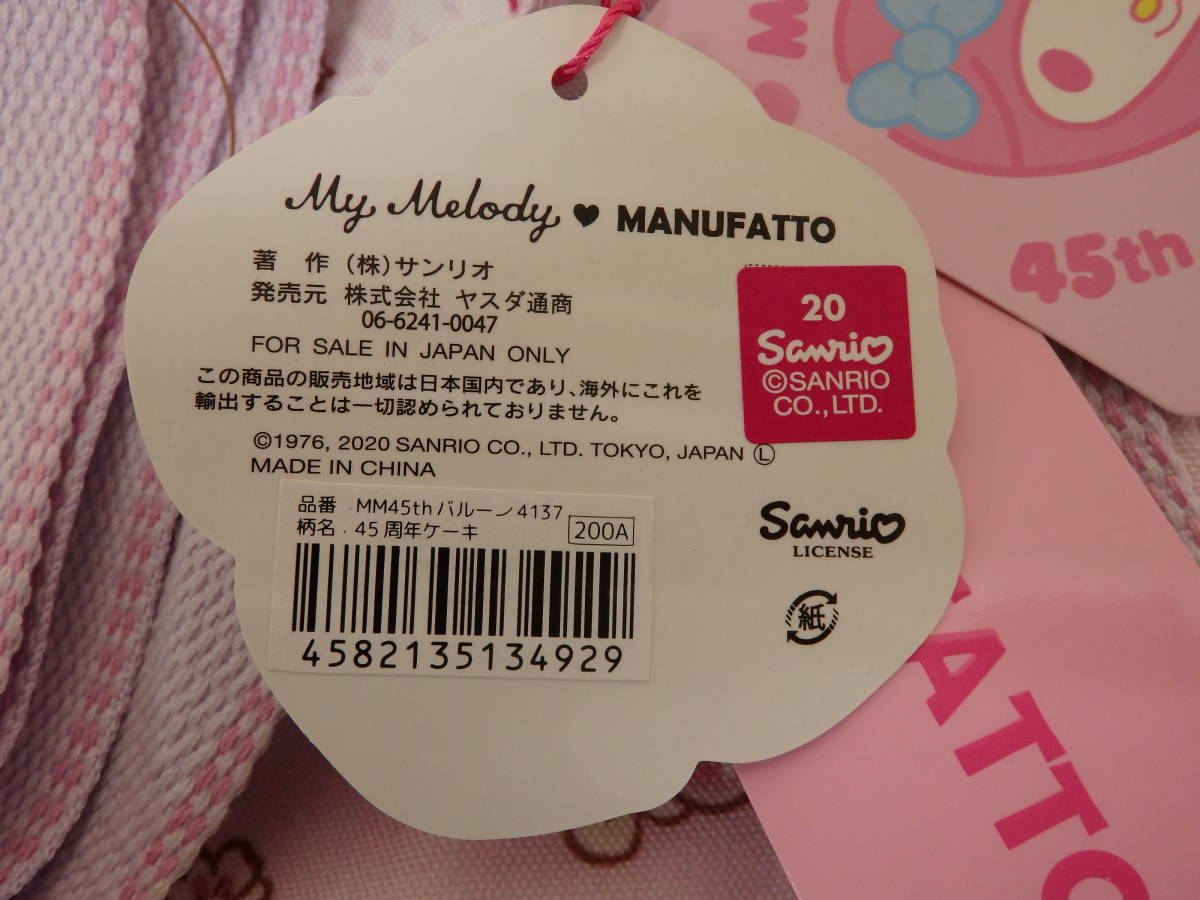 My Melody ♥ MANUFATTO
著 作 (株)サンリオ
発売元 株式会社 ヤスダ通商
06-6241-0047
FOR SALE IN JAPAN ONLY
この商品の販売地域は日本国内であり、海外にこれを
輸出することは一切認められておりません。
©1976, 2020 SANRIO CO., LTD. TOKYO, JAPAN Ⓛ
MADE IN CHINA
品番 .MM45thバルーン4137
柄名.45周年ケーキ
200A
4582135134929
20
Sanrio
©SANRIO
CO.,LTD.
Sanrio
LICENSE
紙
45th
ATTO